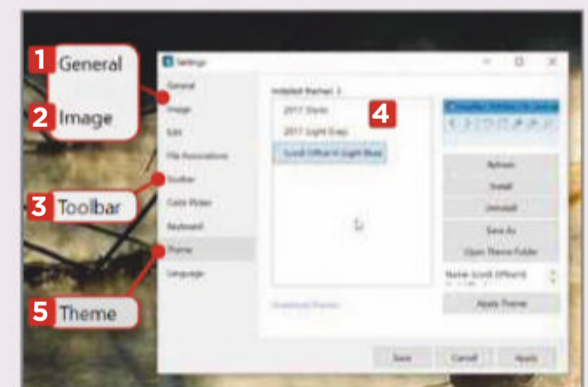 1 General
2 Image
3 Toolbar
5 Theme
Settings
General
Image
Edit
File Associations
Toolbar
Color Picker
Keyboard
Theme
Language
Installed themes: 3
4
2017 Light Gray
Download themes
Refresh
Install
Uninstall
Save As
Open Theme Folder
Apply Theme
Save
Cancel
Apply